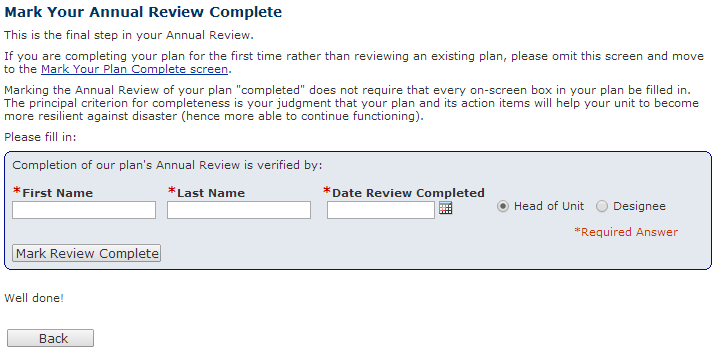 Mark Your Annual Review Complete
This is the final step in your Annual Review.
If you are completing your plan for the first time rather than reviewing an existing plan, please omit this screen and move
to the Mark Your Plan Complete screen.
Marking the Annual Review of your plan "completed" does not require that every on-screen box in your plan be filled in.
The principal criterion for completeness is your judgment that your plan and its action items will help your unit to become
more resilient against disaster (hence more able to continue functioning).
Please fill in:
Completion of our plan's Annual Review is verified by:
*First Name *Last Name *Date Review Completed
Head of Unit Designee
*Required Answer
Mark Review Complete
Well done!
Back